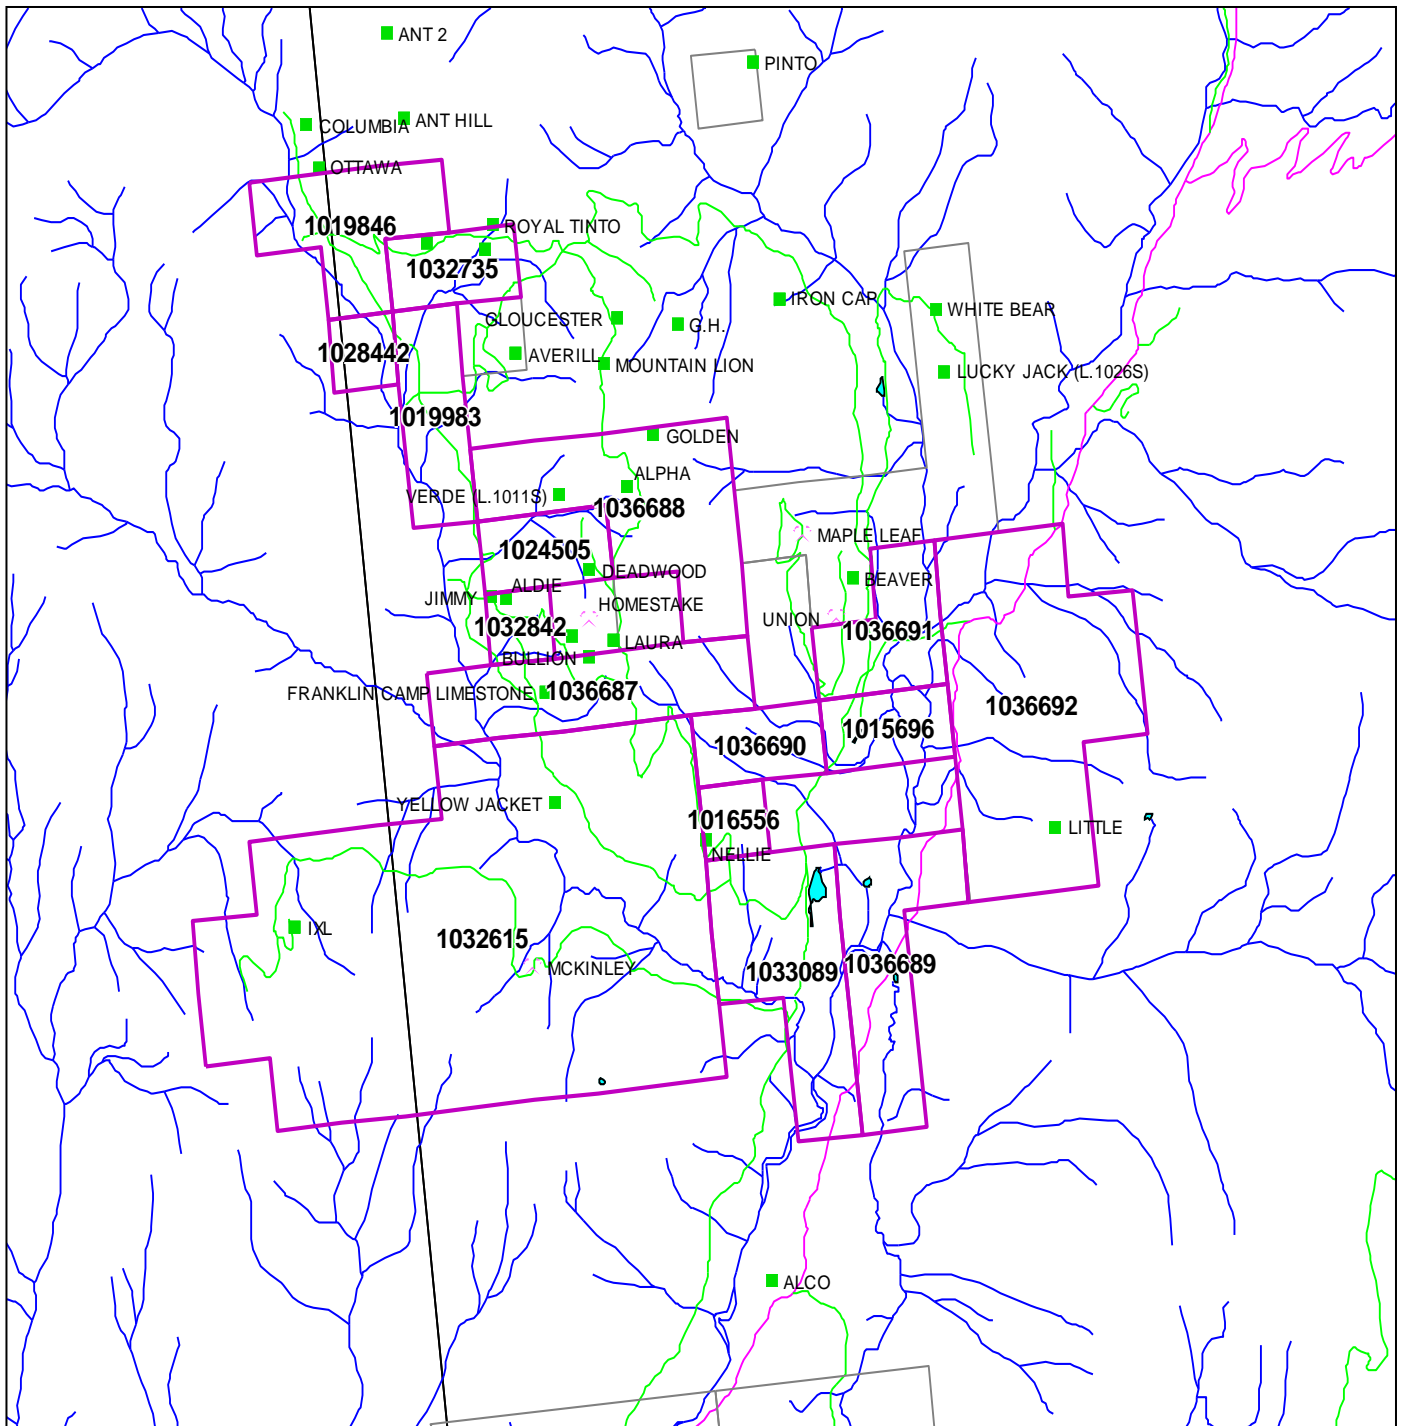 ANT 2
PINTO
COLUMBIA
ANT HILL
OTTAWA
1019846
ROYAL TINTO
1032735
IRON CAP
WHITE BEAR
GLOUCESTER
G.H.
1028442
AVERILL
MOUNTAIN LION
LUCKY JACK (L.1026S)
1019983
GOLDEN
ALPHA
VERDE (L.1011S)
1036688
MAPLE LEAF
1024505
DEADWOOD
BEAVER
ALDIE
JIMMY
HOMESTAKE
UNION
1032842
1036691
LAURA
BULLION
FRANKLIN CAMP LIMESTONE
1036687
1036692
1015696
1036690
YELLOW JACKET
1016556
LITTLE
NELLIE
IXL
1032615
1033089
1036689
MCKINLEY
ALCO